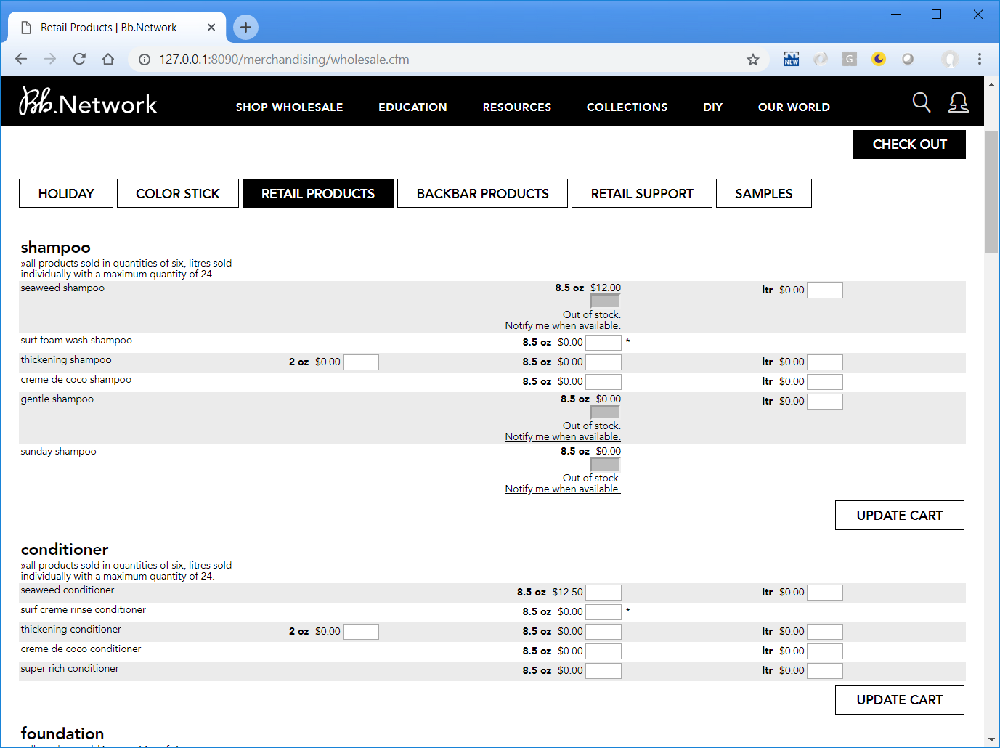 Retail Products | Bb.Network
127.0.0.1:8090/merchandising/wholesale.cfm
NEW
G
Bb.Network
SHOP WHOLESALE EDUCATION RESOURCES COLLECTIONS DIY OUR WORLD
CHECK OUT
HOLIDAY COLOR STICK RETAIL PRODUCTS BACKBAR PRODUCTS RETAIL SUPPORT SAMPLES
shampoo
»all products sold in quantities of six, litres sold
individually with a maximum quantity of 24.
seaweed shampoo 8.5 oz $12.00 ltr $0.00
Out of stock.
Notify me when available.
surf foam wash shampoo 8.5 oz $0.00 *
thickening shampoo 2 oz $0.00 8.5 oz $0.00 ltr $0.00
creme de coco shampoo 8.5 oz $0.00 ltr $0.00
gentle shampoo 8.5 oz $0.00 ltr $0.00
Out of stock.
Notify me when available.
sunday shampoo 8.5 oz $0.00
Out of stock.
Notify me when available.
UPDATE CART
conditioner
»all products sold in quantities of six, litres sold
individually with a maximum quantity of 24.
seaweed conditioner 8.5 oz $12.50 ltr $0.00
surf creme rinse conditioner 8.5 oz $0.00 *
thickening conditioner 2 oz $0.00 8.5 oz $0.00 ltr $0.00
creme de coco conditioner 8.5 oz $0.00 ltr $0.00
super rich conditioner 8.5 oz $0.00 ltr $0.00
UPDATE CART
foundation